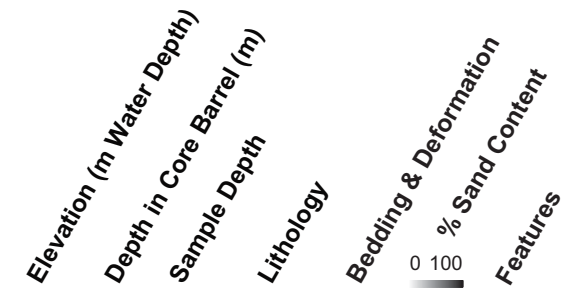 Elevation (m Water Depth)
Depth in Core Barrel (m)
Sample Depth
Lithology
Bedding & Deformation
% Sand Content
0 100
Features